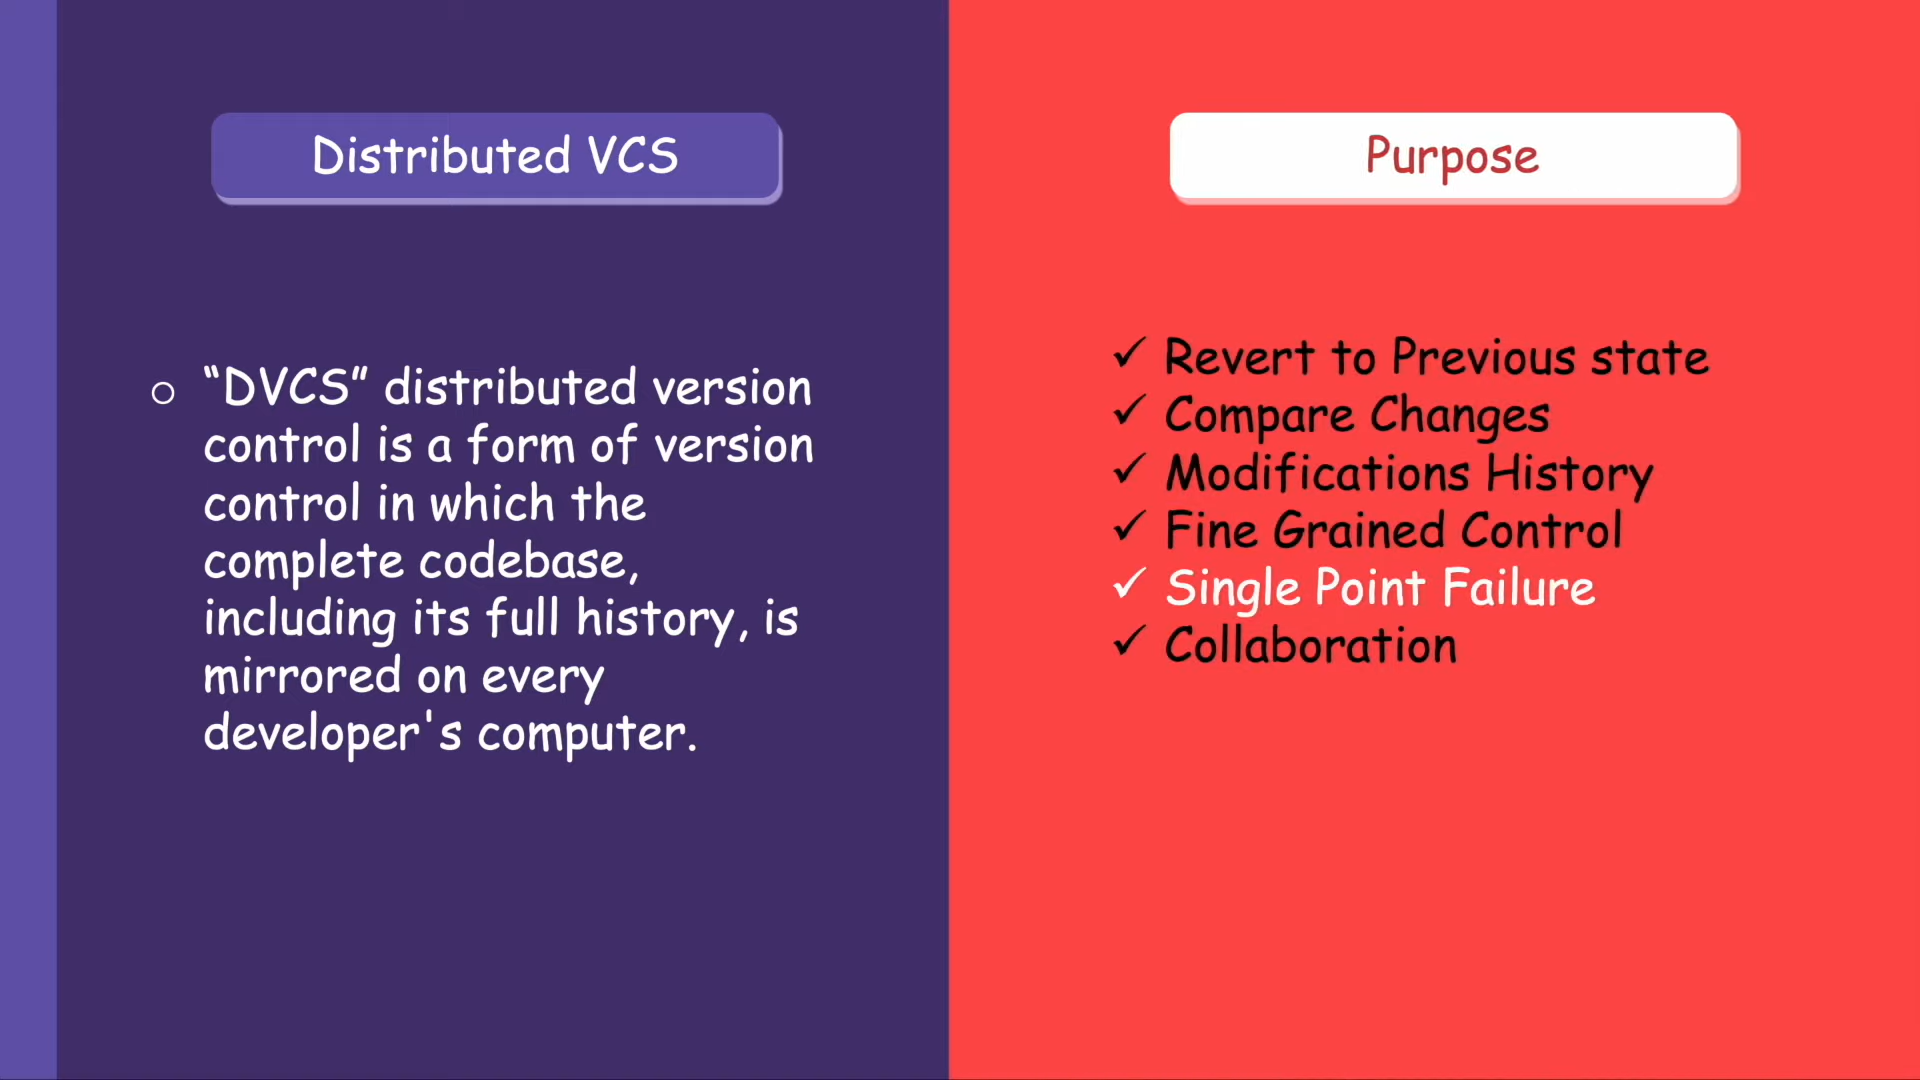 Distributed VCS
“DVCS” distributed version
control is a form of version
control in which the
complete codebase,
including its full history, is
mirrored on every
developer's computer.
Purpose
Revert to Previous state
Compare Changes
Modifications History
Fine Grained Control
Single Point Failure
Collaboration